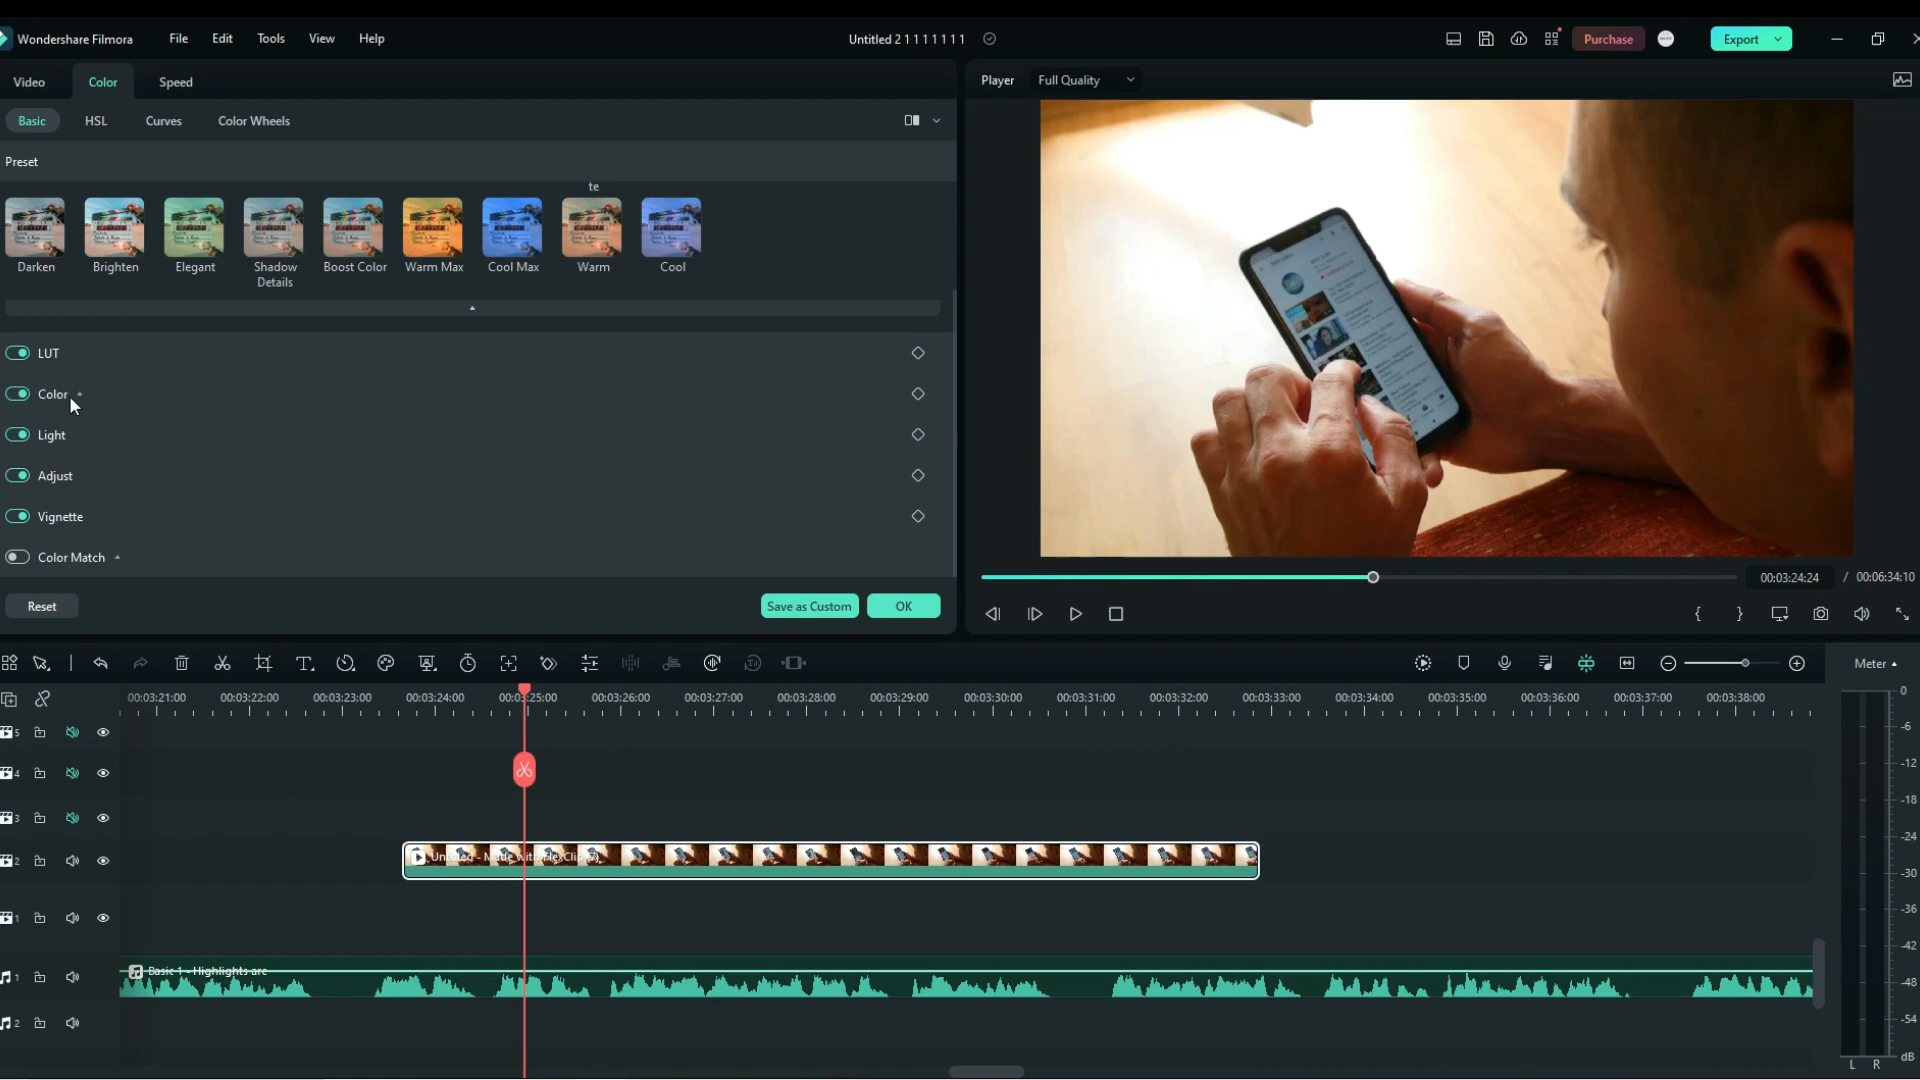 Wondershare Filmora File Edit Tools View Help Untitled 2 1 1 1 1 1 1 1 Purchase Export
Video Color Speed
Player Full Quality
Basic HSL Curves Color Wheels
Preset
te
Darken Brighten Elegant Shadow Details Boost Color Warm Max Cool Max Warm Cool
LUT
Color
Light
Adjust
Vignette
Color Match
Reset Save as Custom OK
00:03:24:24 / 00:06:34:10
Meter
00:03:21:00 00:03:22:00 00:03:23:00 00:03:24:00 00:03:25:00 00:03:26:00 00:03:27:00 00:03:28:00 00:03:29:00 00:03:30:00 00:03:31:00 00:03:32:00 00:03:33:00 00:03:34:00 00:03:35:00 00:03:36:00 00:03:37:00 00:03:38:00
5
4
3
2 Untitled - Made with FlexClip (7)
1
1 Basic 1 - Highlights are
2
0
-6
-12
-18
-24
-30
-36
-42
-48
-54
dB
L R